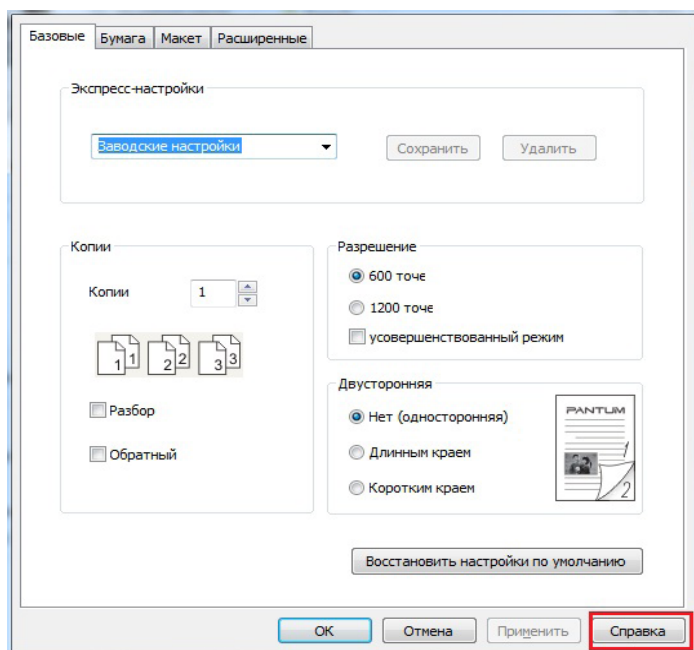 Базовые Бумага Макет Расширенные
Экспресс-настройки
Заводские настройки Сохранить Удалить
Копии
Копии 1
1 1 2 2 3 3
Разбор
Обратный
Разрешение
600 точе
1200 точе
усовершенствованный режим
Двусторонняя
Нет (односторонняя)
Длинным краем
Коротким краем
PANTUM
1
2
Восстановить настройки по умолчанию
OK Отмена Применить Справка